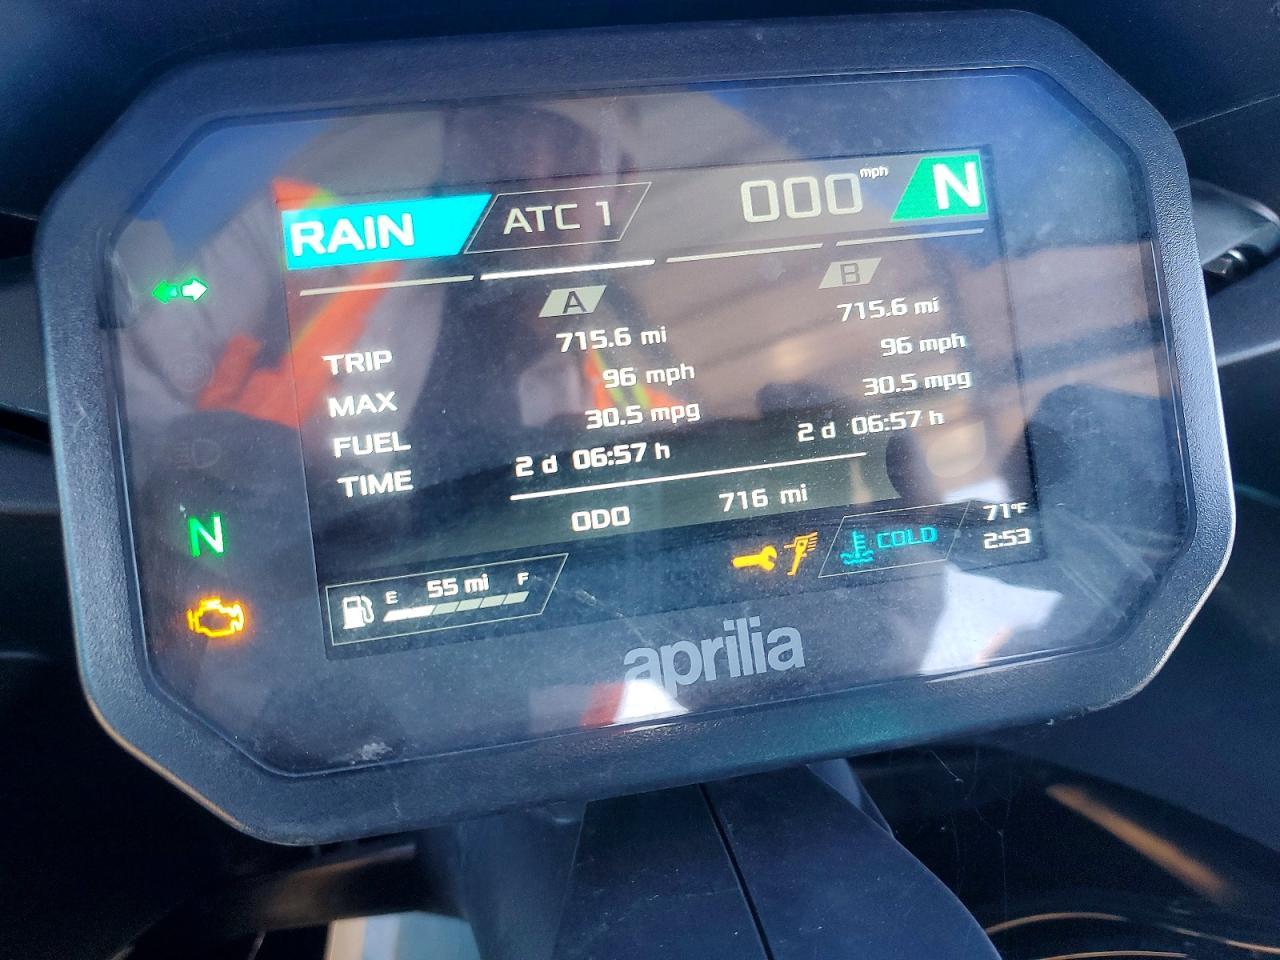 RAIN ATC 1 000 mph N
A B
TRIP 715.6 mi 715.6 mi
MAX 96 mph 96 mph
FUEL 30.5 mpg 30.5 mpg
TIME 2 d 06:57 h 2 d 06:57 h
ODO 716 mi
N
E 55 mi F
COLD
71°F
2:53
aprilia